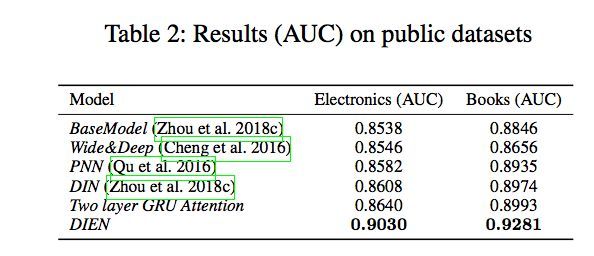 Table 2: Results (AUC) on public datasets
Model Electronics (AUC) Books (AUC)
BaseModel (Zhou et al. 2018c) 0.8538 0.8846
Wide&Deep (Cheng et al. 2016) 0.8546 0.8656
PNN (Qu et al. 2016) 0.8582 0.8935
DIN (Zhou et al. 2018c) 0.8608 0.8974
Two layer GRU Attention 0.8640 0.8993
DIEN 0.9030 0.9281